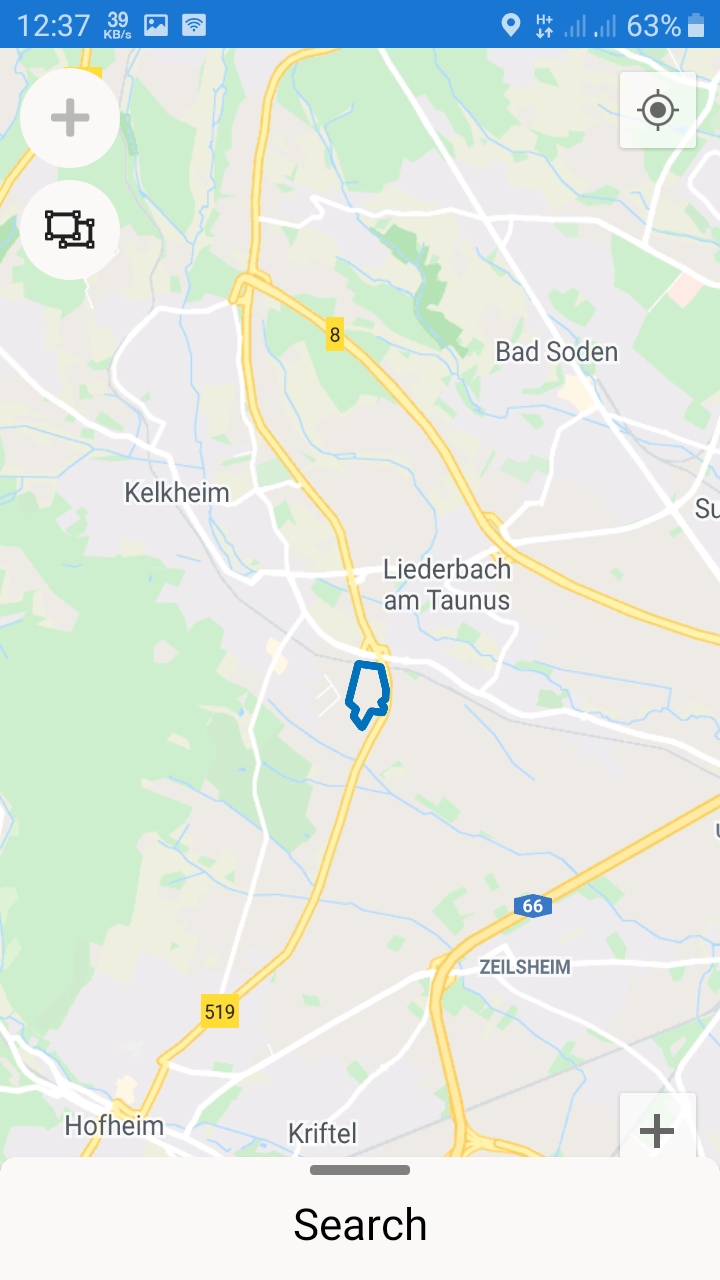 12:37 39 KB/s H+ 63%
8
Bad Soden
Kelkheim
Su
Liederbach
am Taunus
66
ZEILSHEIM
519
Hofheim
Kriftel
Search